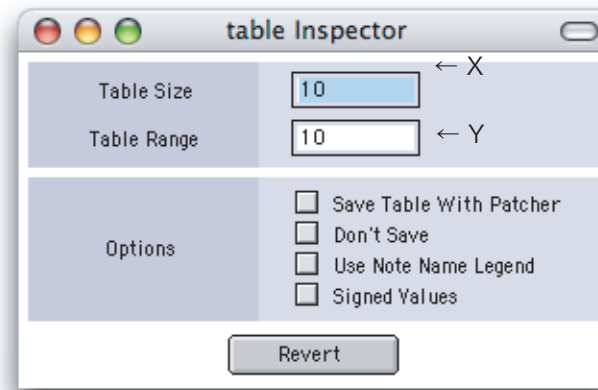 table Inspector
Table Size 10 ← X
Table Range 10 ← Y
Options
Save Table With Patcher
Don't Save
Use Note Name Legend
Signed Values
Revert